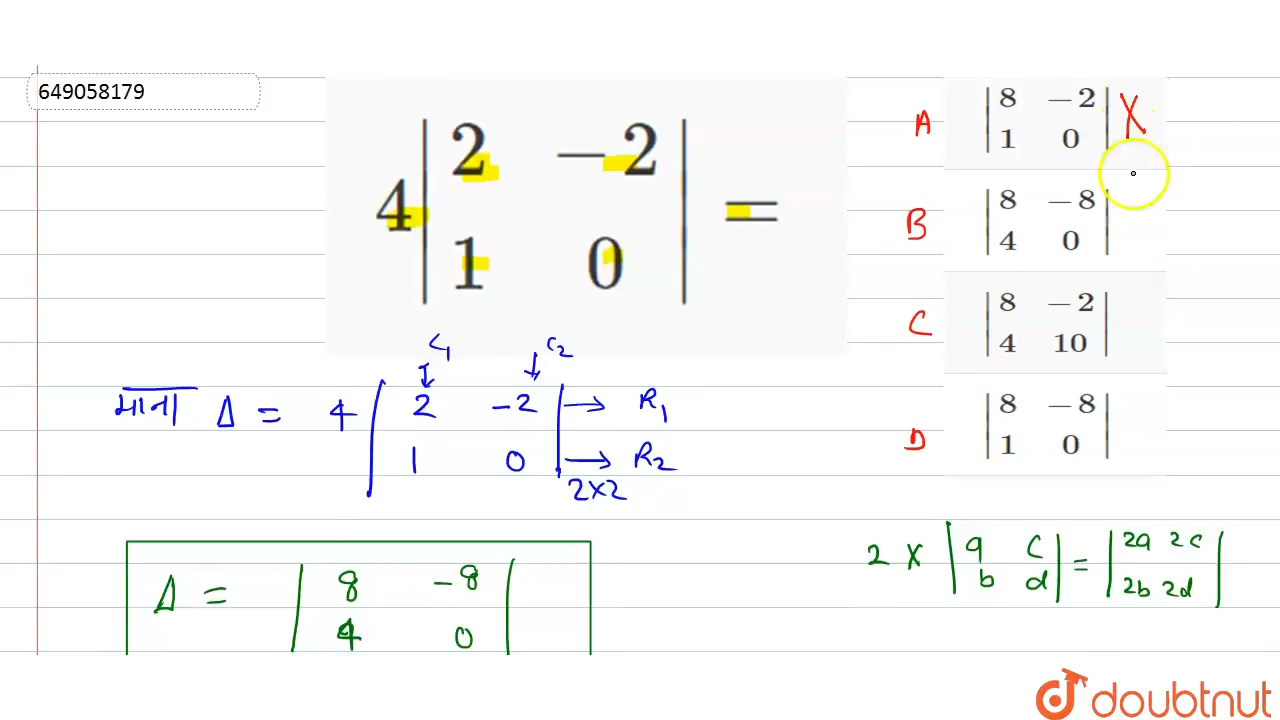 649058179
4 | 2 −2 | =
| 1 0 |
A | 8 −2 | X
| 1 0 |
B | 8 −8 |
| 4 0 |
C | 8 −2 |
| 4 10 |
D | 8 −8 |
| 1 0 |
C1 C2
माना Δ = 4 | 2 -2 | → R1
| 1 0 | → R2
2x2
Δ = | 8 -8 |
| 4 0 |
2 x | a c | = | 2a 2c |
| b d | | 2b 2d |
doubtnut